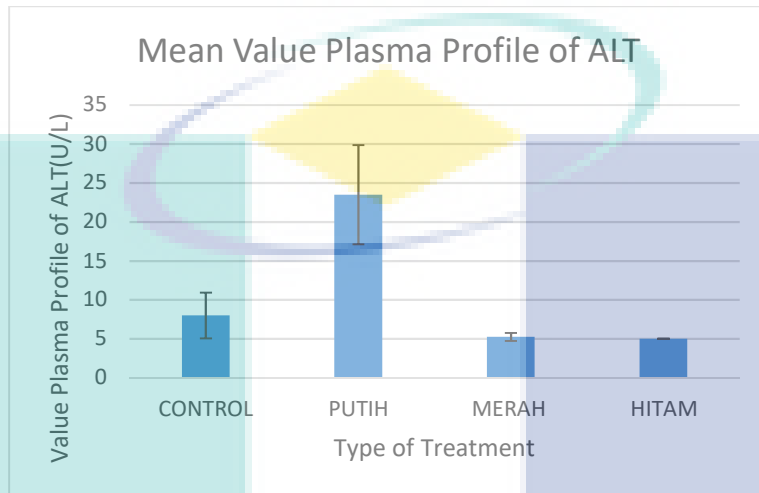 Mean Value Plasma Profile of ALT
Value Plasma Profile of ALT(U/L)
35
30
25
20
15
10
5
0
CONTROL PUTIH MERAH HITAM
Type of Treatment